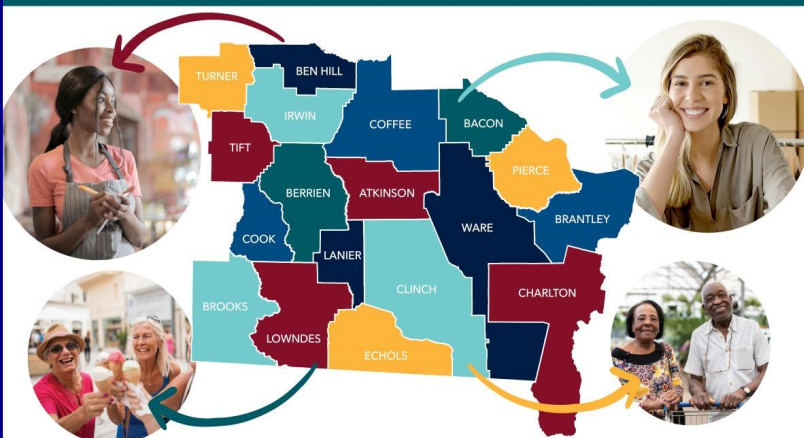 TURNER
BEN HILL
IRWIN
COFFEE
BACON
TIFT
PIERCE
BERRIEN
ATKINSON
BRANTLEY
COOK
WARE
LANIER
CLINCH
CHARLTON
BROOKS
LOWNDES
ECHOLS